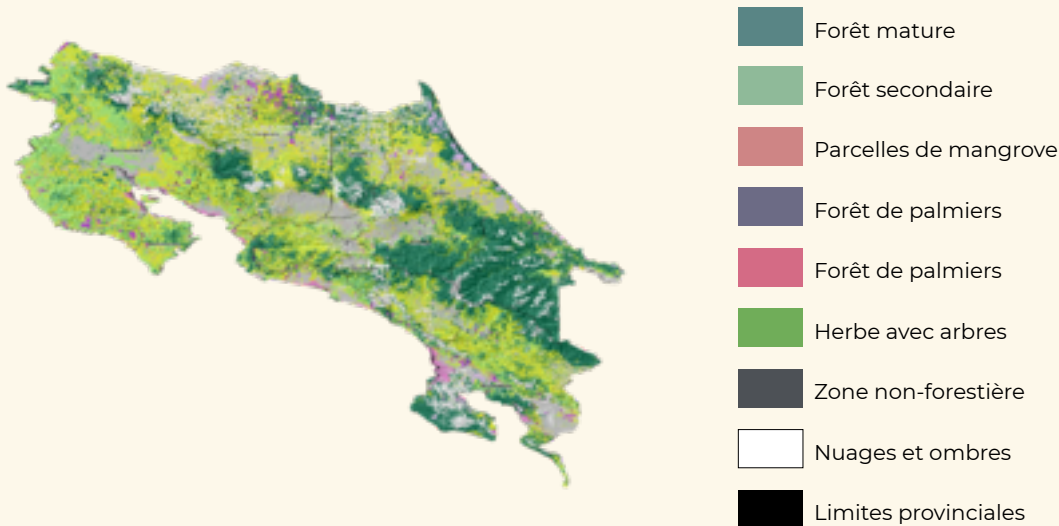 Forêt mature
Forêt secondaire
Parcelles de mangrove
Forêt de palmiers
Forêt de palmiers
Herbe avec arbres
Zone non-forestière
Nuages et ombres
Limites provinciales